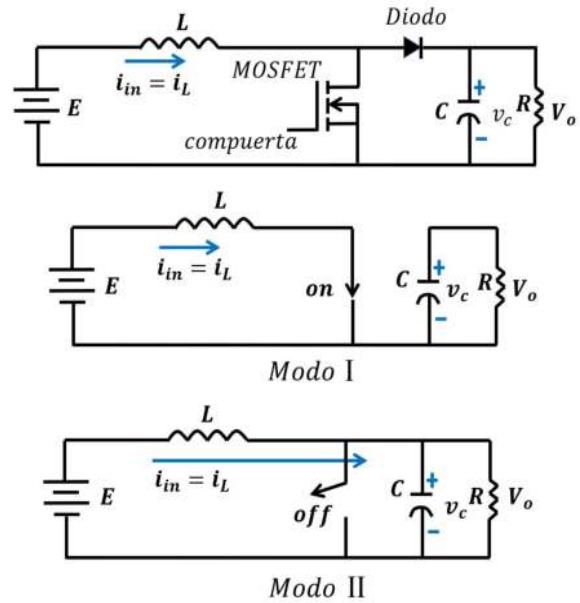 Diodo
L
MOSFET
i_in = i_L
E
compuerta
C
+
v_c
−
R
V_o
L
i_in = i_L
E
on
C
+
v_c
−
R
V_o
Modo I
L
i_in = i_L
E
off
C
+
v_c
−
R
V_o
Modo II